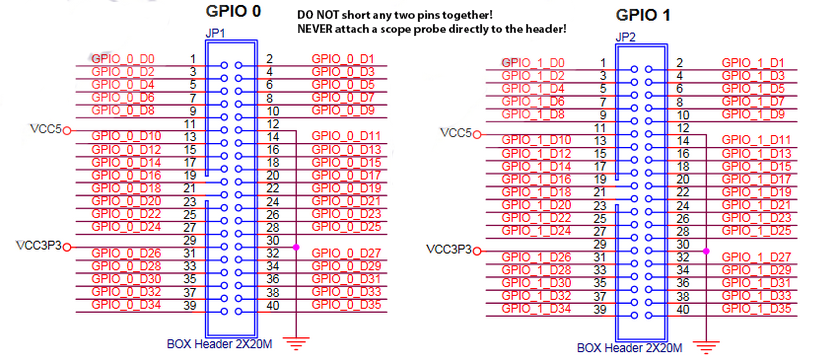 GPIO 0 DO NOT short any two pins together! GPIO 1
NEVER attach a scope probe directly to the header!
JP1
GPIO_0_D0 1 2 GPIO_0_D1
GPIO_0_D2 3 4 GPIO_0_D3
GPIO_0_D4 5 6 GPIO_0_D5
GPIO_0_D6 7 8 GPIO_0_D7
GPIO_0_D8 9 10 GPIO_0_D9
VCC5 11 12
GPIO_0_D10 13 14 GPIO_0_D11
GPIO_0_D12 15 16 GPIO_0_D13
GPIO_0_D14 17 18 GPIO_0_D15
GPIO_0_D16 19 20 GPIO_0_D17
GPIO_0_D18 21 22 GPIO_0_D19
GPIO_0_D20 23 24 GPIO_0_D21
GPIO_0_D22 25 26 GPIO_0_D23
GPIO_0_D24 27 28 GPIO_0_D25
VCC3P3 29 30
GPIO_0_D26 31 32 GPIO_0_D27
GPIO_0_D28 33 34 GPIO_0_D29
GPIO_0_D30 35 36 GPIO_0_D31
GPIO_0_D32 37 38 GPIO_0_D33
GPIO_0_D34 39 40 GPIO_0_D35
BOX Header 2X20M
JP2
GPIO_1_D0 1 2 GPIO_1_D1
GPIO_1_D2 3 4 GPIO_1_D3
GPIO_1_D4 5 6 GPIO_1_D5
GPIO_1_D6 7 8 GPIO_1_D7
GPIO_1_D8 9 10 GPIO_1_D9
VCC5 11 12
GPIO_1_D10 13 14 GPIO_1_D11
GPIO_1_D12 15 16 GPIO_1_D13
GPIO_1_D14 17 18 GPIO_1_D15
GPIO_1_D16 19 20 GPIO_1_D17
GPIO_1_D18 21 22 GPIO_1_D19
GPIO_1_D20 23 24 GPIO_1_D21
GPIO_1_D22 25 26 GPIO_1_D23
GPIO_1_D24 27 28 GPIO_1_D25
VCC3P3 29 30
GPIO_1_D26 31 32 GPIO_1_D27
GPIO_1_D28 33 34 GPIO_1_D29
GPIO_1_D30 35 36 GPIO_1_D31
GPIO_1_D32 37 38 GPIO_1_D33
GPIO_1_D34 39 40 GPIO_1_D35
BOX Header 2X20M